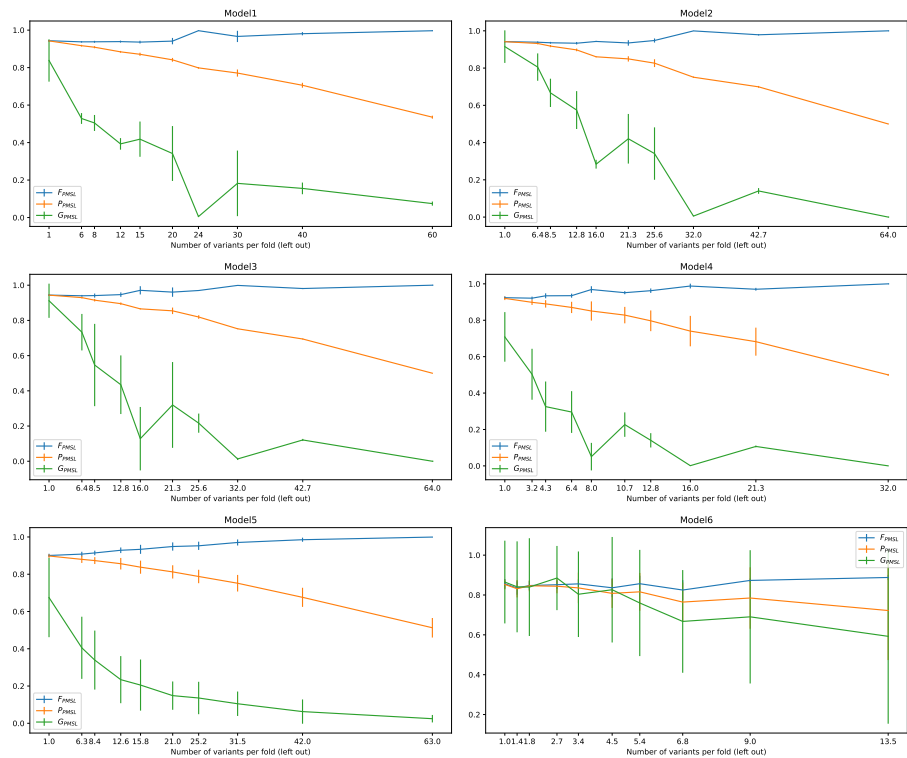 Model1
1.0
0.8
0.6
0.4
0.2
0.0
F_PMSL
P_PMSL
G_PMSL
1 6 8 12 15 20 24 30 40 60
Number of variants per fold (left out)
Model2
1.0
0.8
0.6
0.4
0.2
0.0
F_PMSL
P_PMSL
G_PMSL
1.0 6.4 8.5 12.8 16.0 21.3 25.6 32.0 42.7 64.0
Number of variants per fold (left out)
Model3
1.0
0.8
0.6
0.4
0.2
0.0
F_PMSL
P_PMSL
G_PMSL
1.0 6.4 8.5 12.8 16.0 21.3 25.6 32.0 42.7 64.0
Number of variants per fold (left out)
Model4
1.0
0.8
0.6
0.4
0.2
0.0
F_PMSL
P_PMSL
G_PMSL
1.0 3.2 4.3 6.4 8.0 10.7 12.8 16.0 21.3 32.0
Number of variants per fold (left out)
Model5
1.0
0.8
0.6
0.4
0.2
0.0
F_PMSL
P_PMSL
G_PMSL
1.0 6.3 8.4 12.6 15.8 21.0 25.2 31.5 42.0 63.0
Number of variants per fold (left out)
Model6
1.0
0.8
0.6
0.4
0.2
F_PMSL
P_PMSL
G_PMSL
1.0 1.4 1.8 2.7 3.4 4.5 5.4 6.8 9.0 13.5
Number of variants per fold (left out)